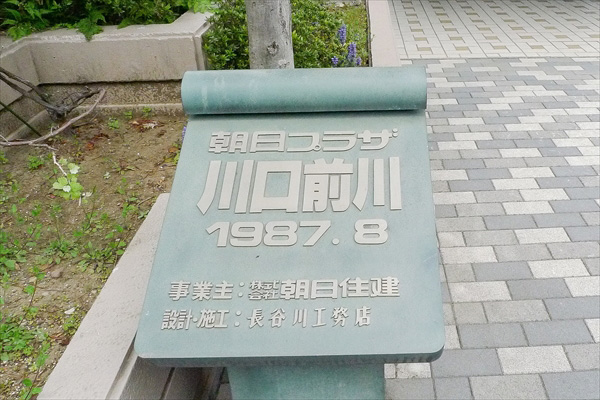 朝日プラザ
川口前川
1987.8
事業主：株式会社朝日住建
設計・施工：長谷川工務店